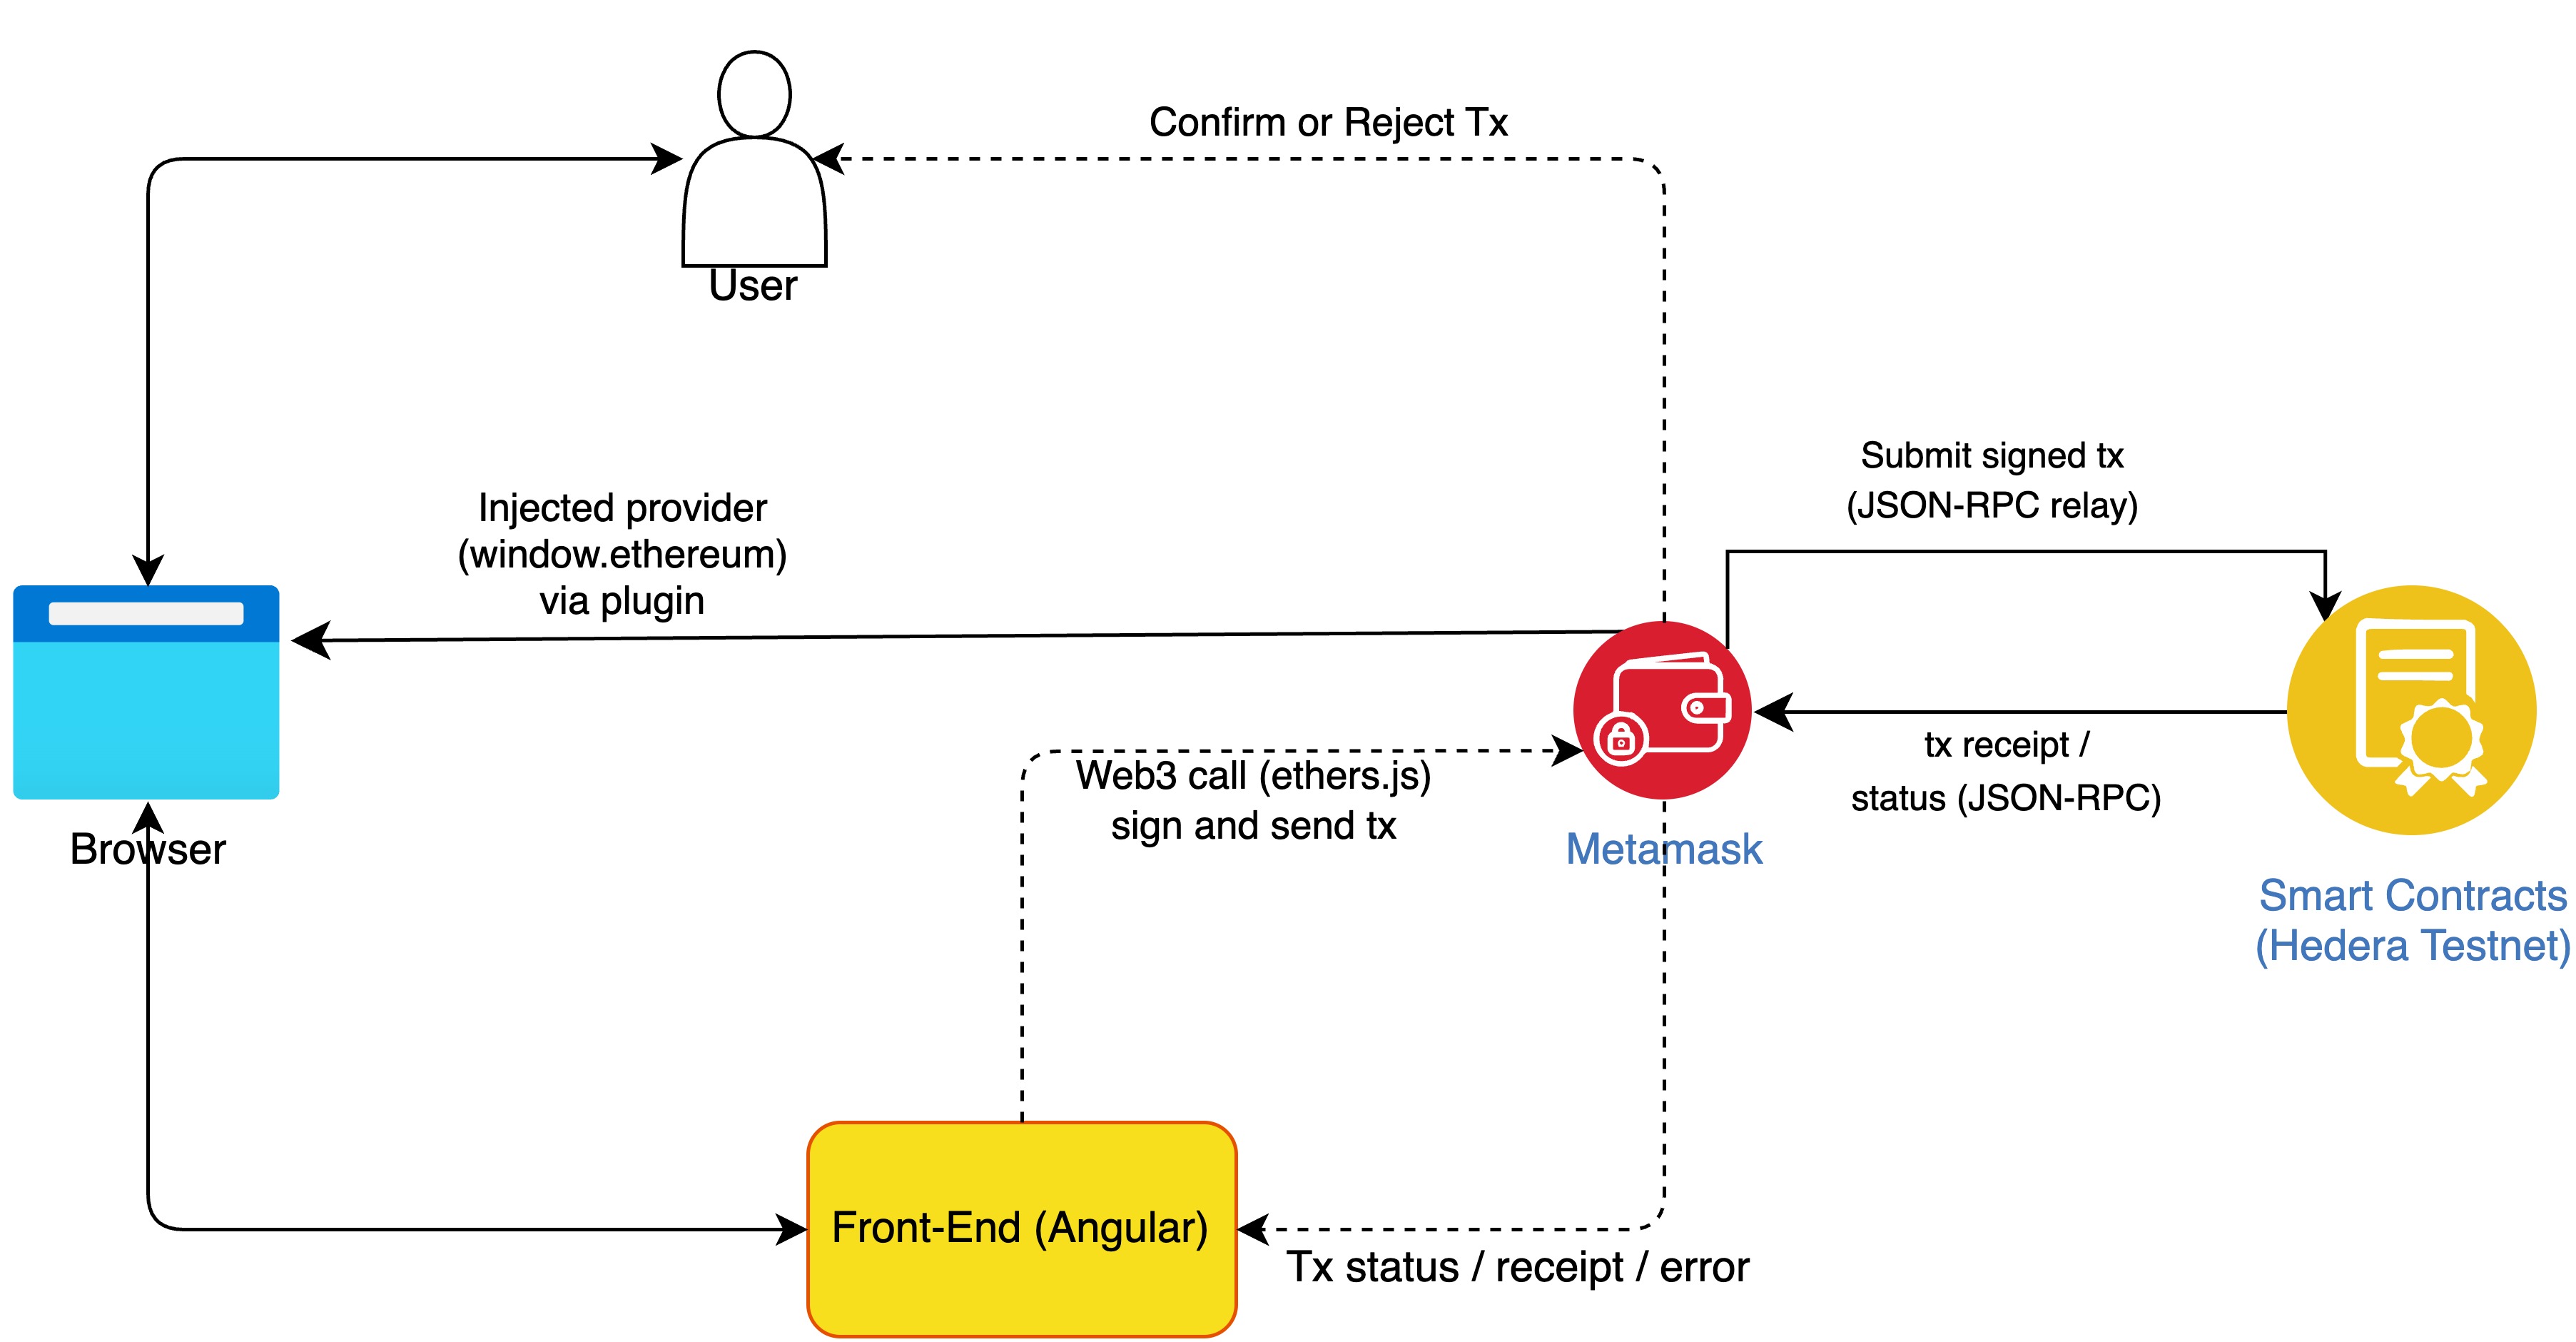 Confirm or Reject Tx
User
Submit signed tx
(JSON-RPC relay)
Injected provider
(window.ethereum)
via plugin
tx receipt /
status (JSON-RPC)
Web3 call (ethers.js)
sign and send tx
Browser
Metamask
Smart Contracts
(Hedera Testnet)
Front-End (Angular)
Tx status / receipt / error